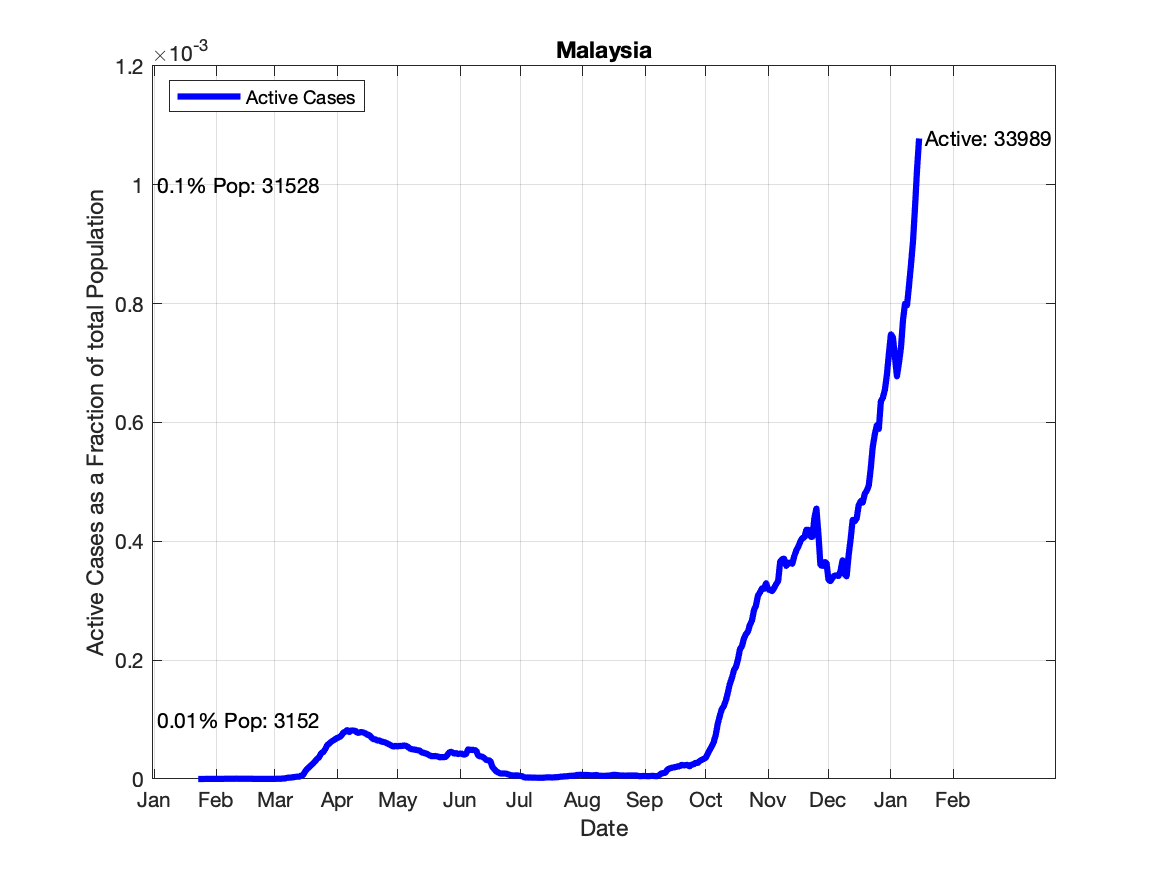 Malaysia
×10-3
Active Cases
Active: 33989
0.1% Pop: 31528
0.01% Pop: 3152
1.2
1
0.8
0.6
0.4
0.2
0
Active Cases as a Fraction of total Population
Jan Feb Mar Apr May Jun Jul Aug Sep Oct Nov Dec Jan Feb
Date